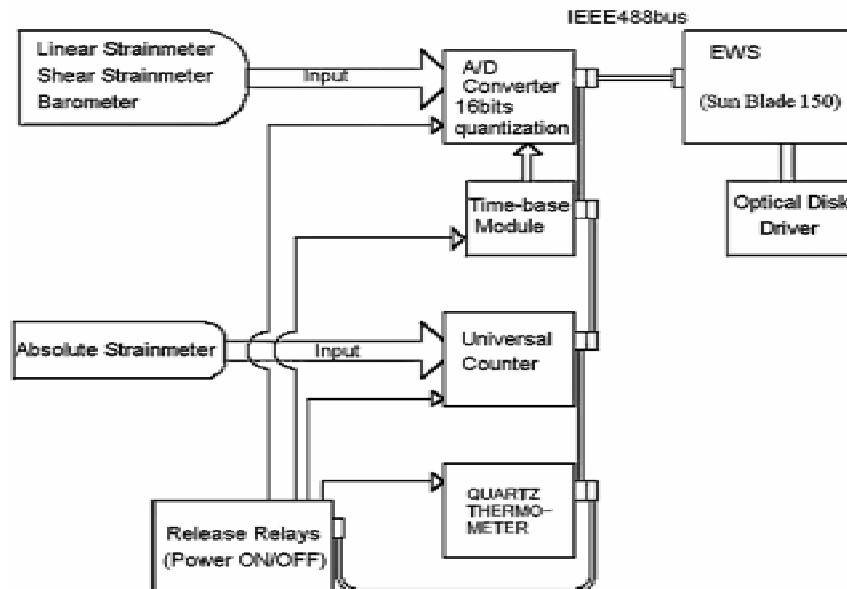 IEEE488bus
Linear Strainmeter
Shear Strainmeter
Barometer
Input
A/D
Converter
16bits
quantization
EWS
(Sun Blade 150)
Time-base
Module
Optical Disk
Driver
Absolute Strainmeter
Input
Universal
Counter
QUARTZ
THERMO-
METER
Release Relays
(Power ON/OFF)